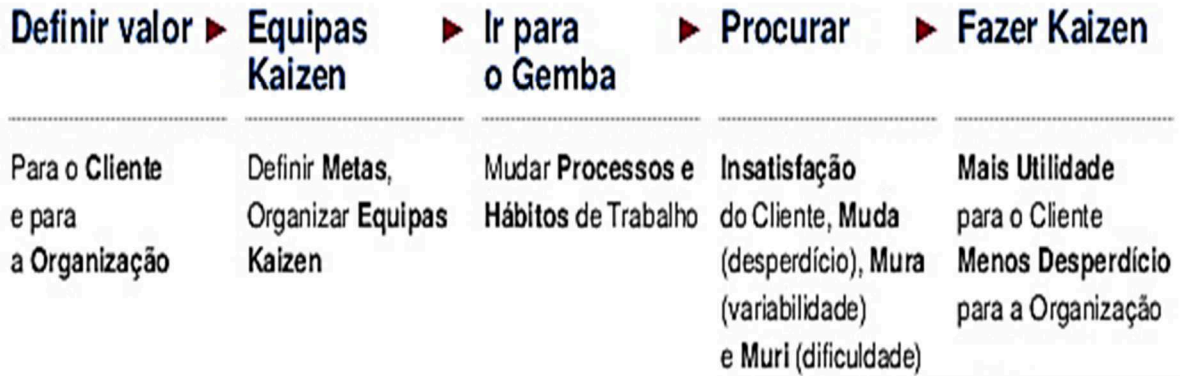 Definir valor
Para o Cliente
e para
a Organização
Equipas
Kaizen
Definir Metas,
Organizar Equipas
Kaizen
Ir para
o Gemba
Mudar Processos e
Hábitos de Trabalho
Procurar
Insatisfação
do Cliente, Muda
(desperdício), Mura
(variabilidade)
e Muri (dificuldade)
Fazer Kaizen
Mais Utilidade
para o Cliente
Menos Desperdício
para a Organização